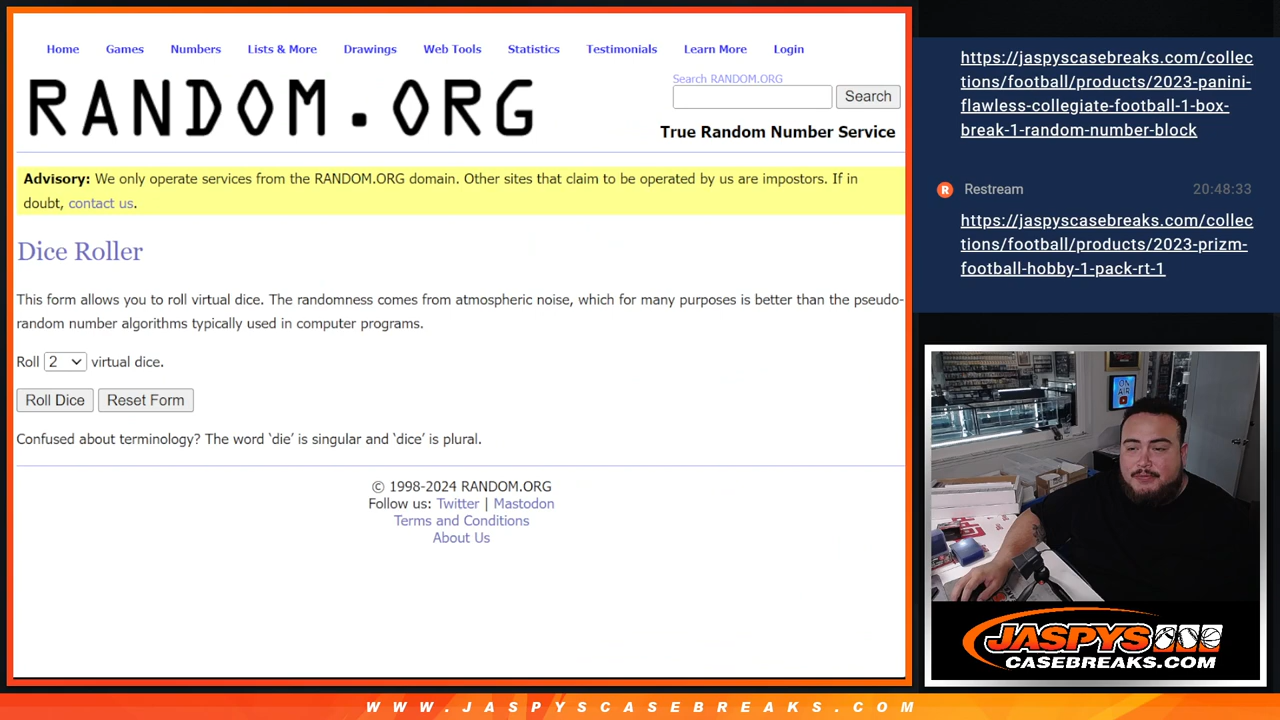 Home Games Numbers Lists & More Drawings Web Tools Statistics Testimonials Learn More Login
RANDOM.ORG
Search RANDOM.ORG
Search
True Random Number Service
Advisory: We only operate services from the RANDOM.ORG domain. Other sites that claim to be operated by us are impostors. If in
doubt, contact us.
Dice Roller
This form allows you to roll virtual dice. The randomness comes from atmospheric noise, which for many purposes is better than the pseudo-
random number algorithms typically used in computer programs.
Roll 2 virtual dice.
Roll Dice Reset Form
Confused about terminology? The word ‘die’ is singular and ‘dice’ is plural.
© 1998-2024 RANDOM.ORG
Follow us: Twitter | Mastodon
Terms and Conditions
About Us
https://jaspyscasebreaks.com/collec
tions/football/products/2023-panini-
flawless-collegiate-football-1-box-
break-1-random-number-block
R Restream 20:48:33
https://jaspyscasebreaks.com/collec
tions/football/products/2023-prizm-
football-hobby-1-pack-rt-1
ON
AIR
JASPYS
CASEBREAKS.COM
WWW.JASPYSCASEBREAKS.COM